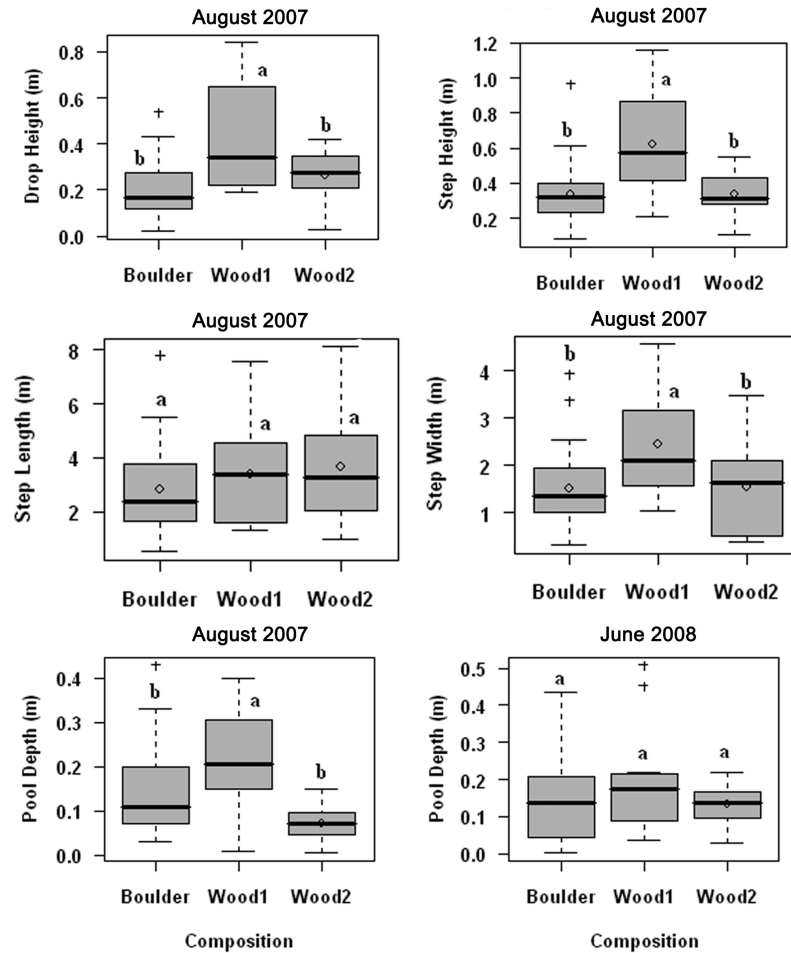 August 2007
Drop Height (m)
0.8
0.6
0.4
0.2
0.0
b
a
b
Boulder Wood1 Wood2
August 2007
Step Height (m)
1.2
1.0
0.8
0.6
0.4
0.2
b
a
b
Boulder Wood1 Wood2
August 2007
Step Length (m)
8
6
4
2
a
a
a
Boulder Wood1 Wood2
August 2007
Step Width (m)
4
3
2
1
b
a
b
Boulder Wood1 Wood2
August 2007
Pool Depth (m)
0.4
0.3
0.2
0.1
0.0
b
a
b
Boulder Wood1 Wood2
Composition
June 2008
Pool Depth (m)
0.5
0.4
0.3
0.2
0.1
0.0
a
a
a
Boulder Wood1 Wood2
Composition